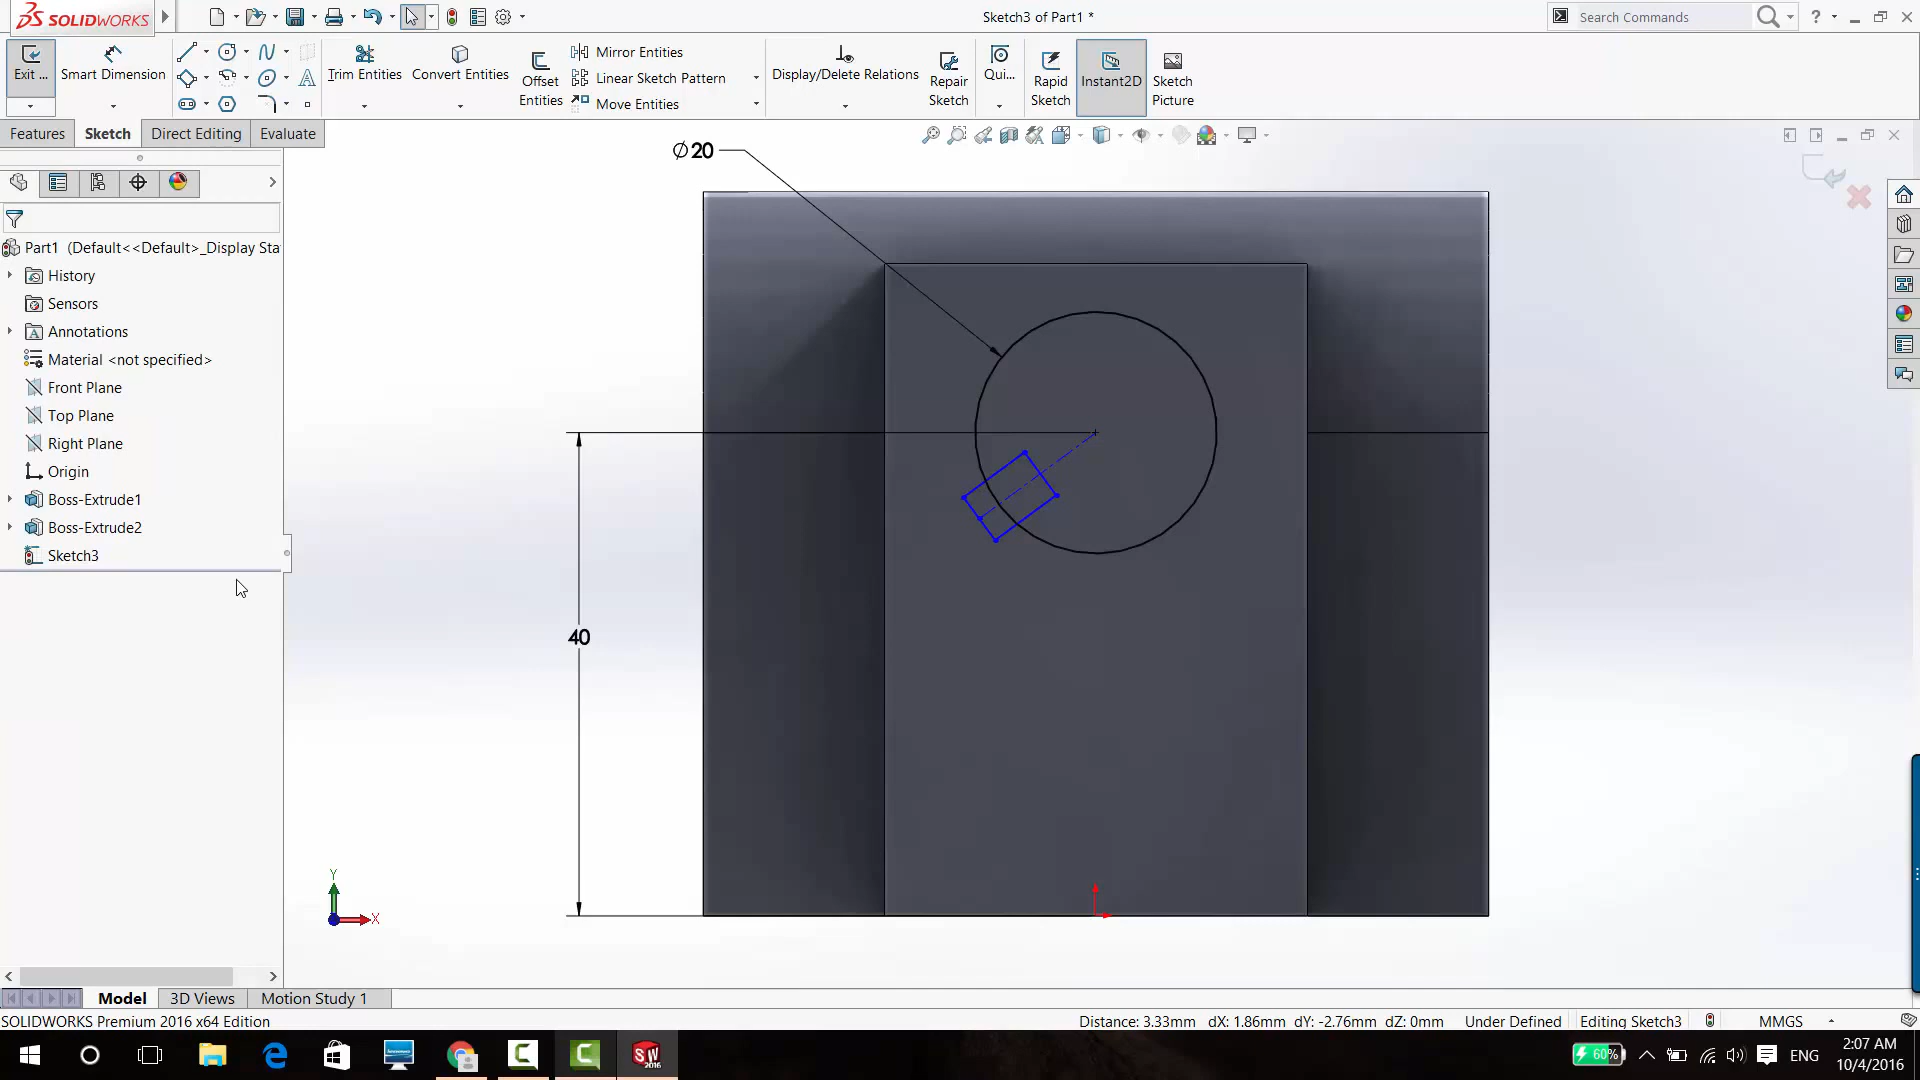 SOLIDWORKS
Sketch3 of Part1 *
Search Commands
?
Exit ...
Smart Dimension
Trim Entities
Convert Entities
Offset Entities
Mirror Entities
Linear Sketch Pattern
Move Entities
Display/Delete Relations
Repair Sketch
Qui...
Rapid Sketch
Instant2D
Sketch Picture
Features
Sketch
Direct Editing
Evaluate
Part1 (Default<<Default>_Display Sta
History
Sensors
Annotations
Material <not specified>
Front Plane
Top Plane
Right Plane
Origin
Boss-Extrude1
Boss-Extrude2
Sketch3
∅20
40
Y
X
Model
3D Views
Motion Study 1
SOLIDWORKS Premium 2016 x64 Edition
Distance: 3.33mm dX: 1.86mm dY: -2.76mm dZ: 0mm
Under Defined
Editing Sketch3
MMGS
SW
2016
60%
ENG
2:07 AM
10/4/2016